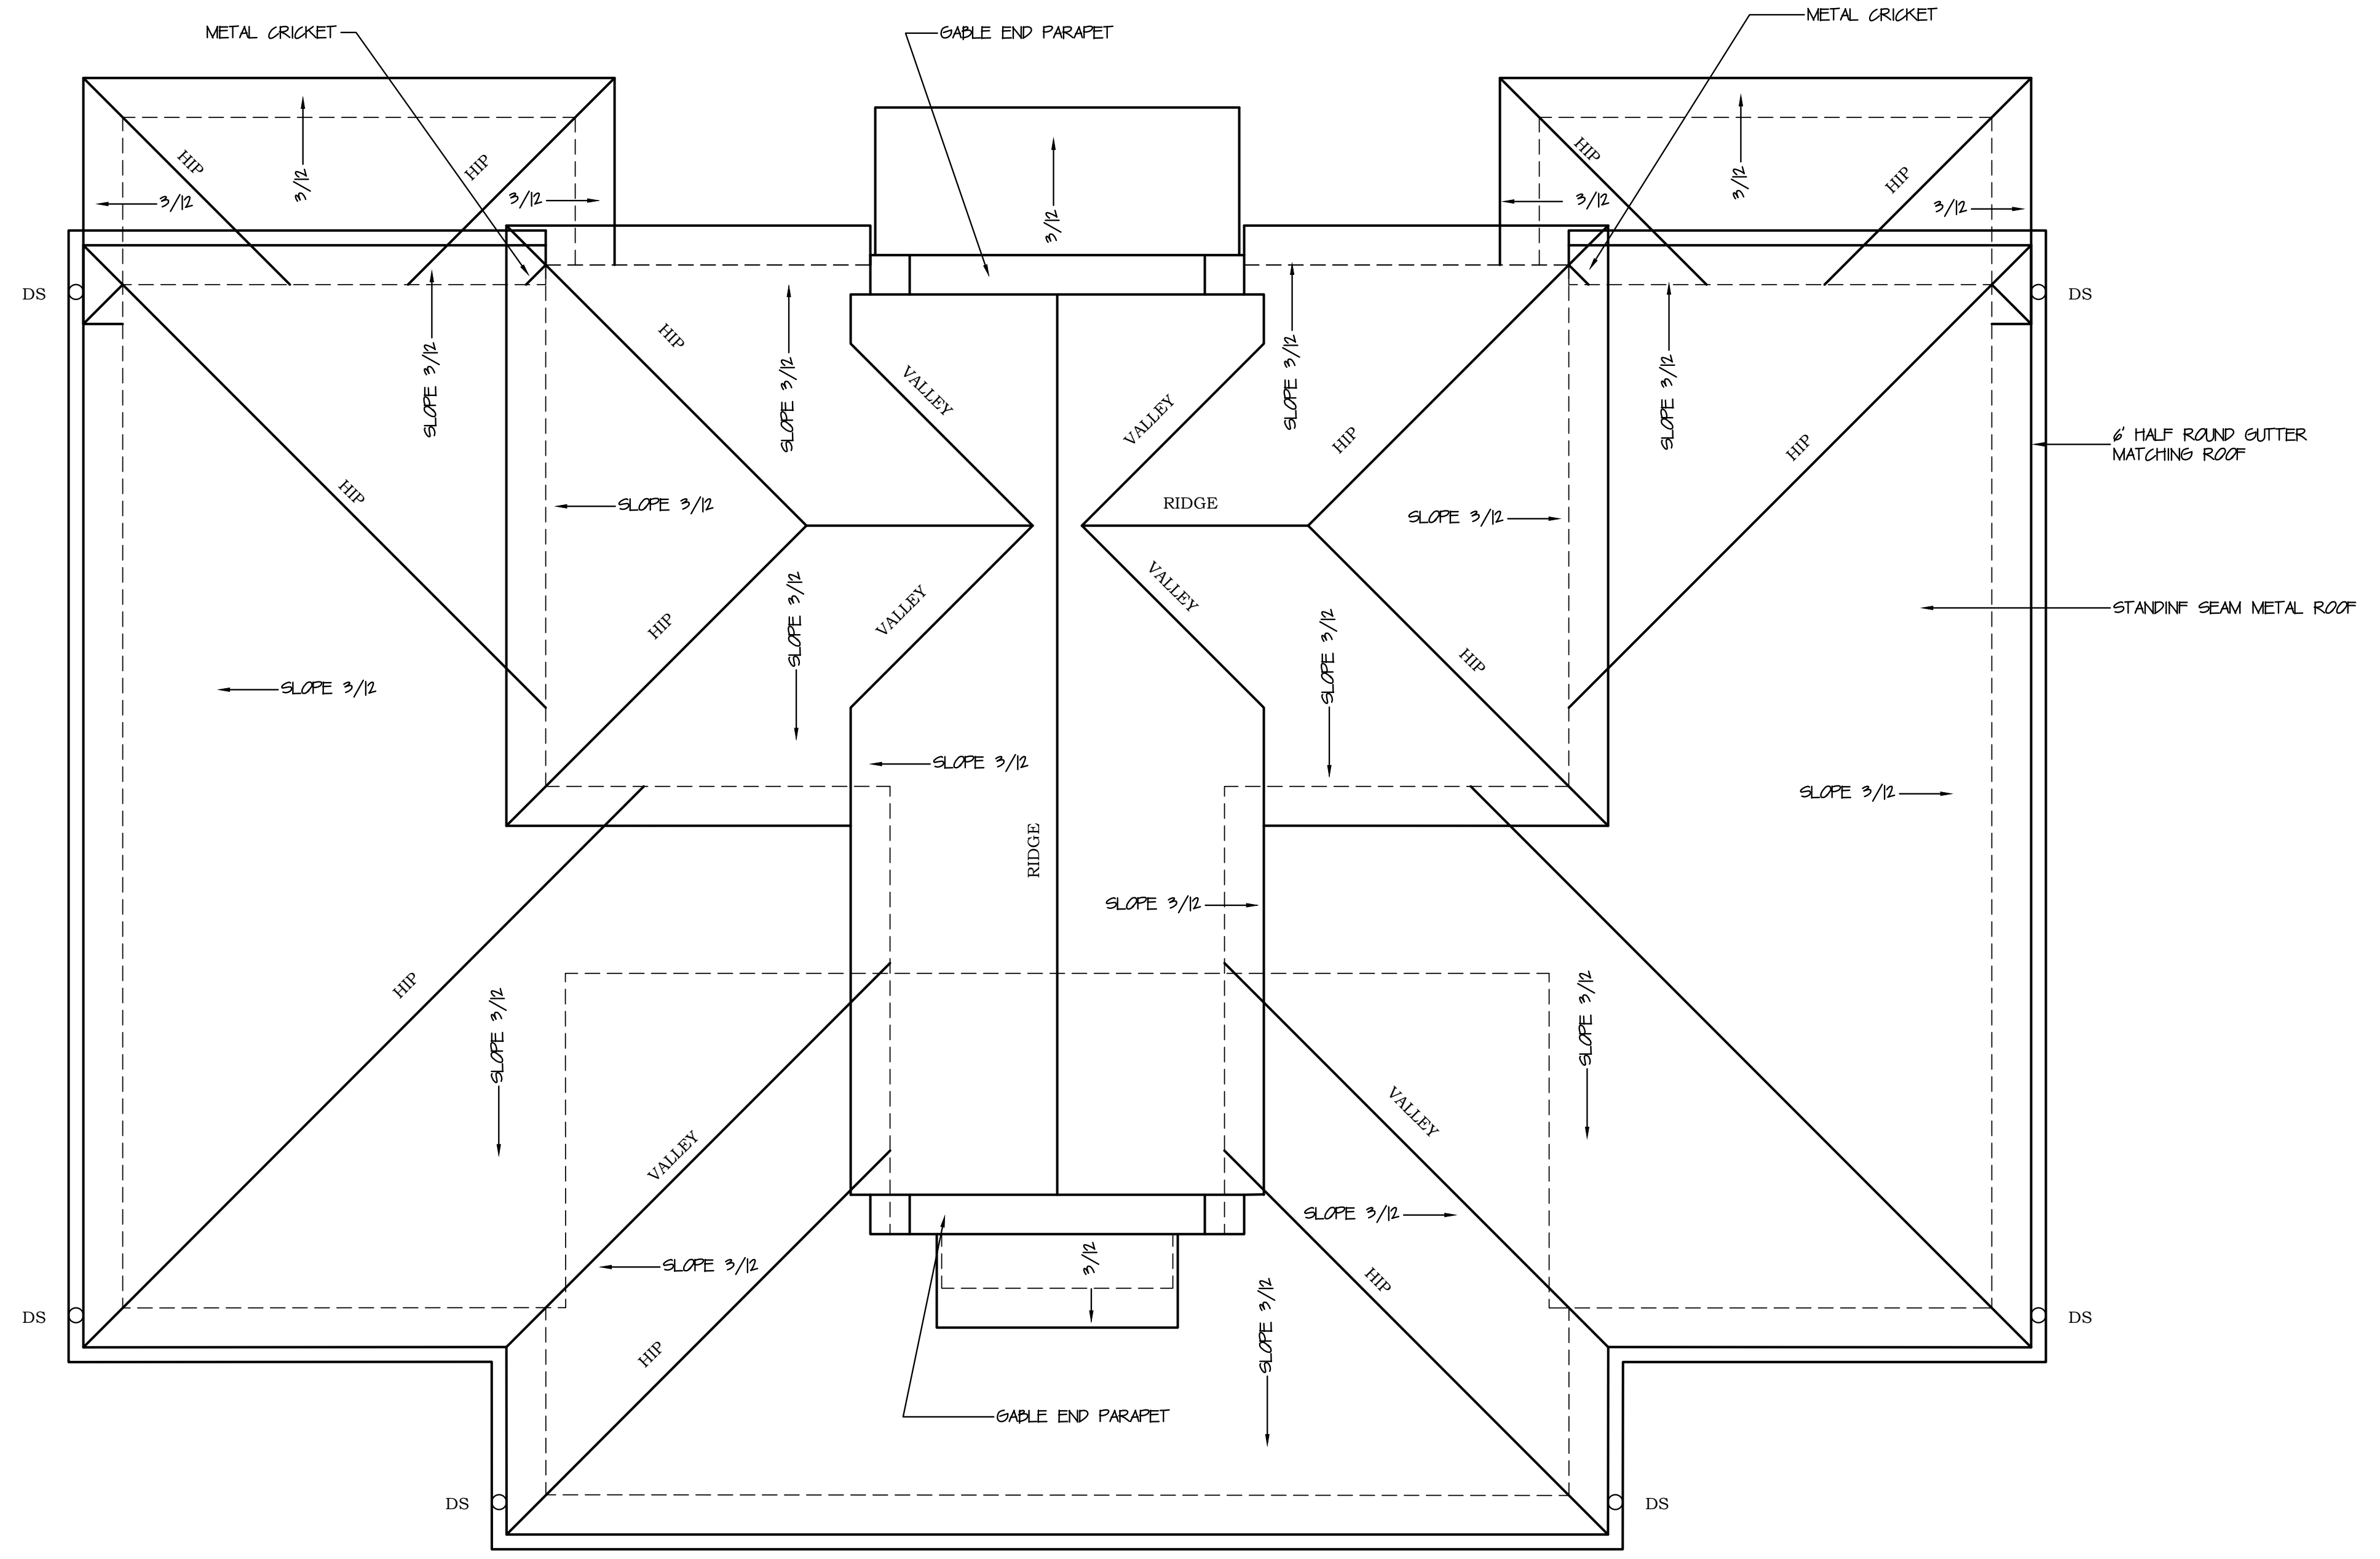 METAL CRICKET
GABLE END PARAPET
METAL CRICKET
HIP
3/12
HIP
3/12
3/12
3/12
HIP
3/12
HIP
3/12
3/12
DS
DS
SLOPE 3/12
HIP
SLOPE 3/12
VALLEY
VALLEY
SLOPE 3/12
HIP
SLOPE 3/12
HIP
6' HALF ROUND GUTTER
MATCHING ROOF
HIP
SLOPE 3/12
RIDGE
SLOPE 3/12
HIP
SLOPE 3/12
VALLEY
VALLEY
SLOPE 3/12
HIP
STANDINF SEAM METAL ROOF
SLOPE 3/12
SLOPE 3/12
RIDGE
SLOPE 3/12
SLOPE 3/12
HIP
SLOPE 3/12
VALLEY
VALLEY
SLOPE 3/12
SLOPE 3/12
SLOPE 3/12
3/12
HIP
HIP
SLOPE 3/12
DS
DS
GABLE END PARAPET
DS
DS